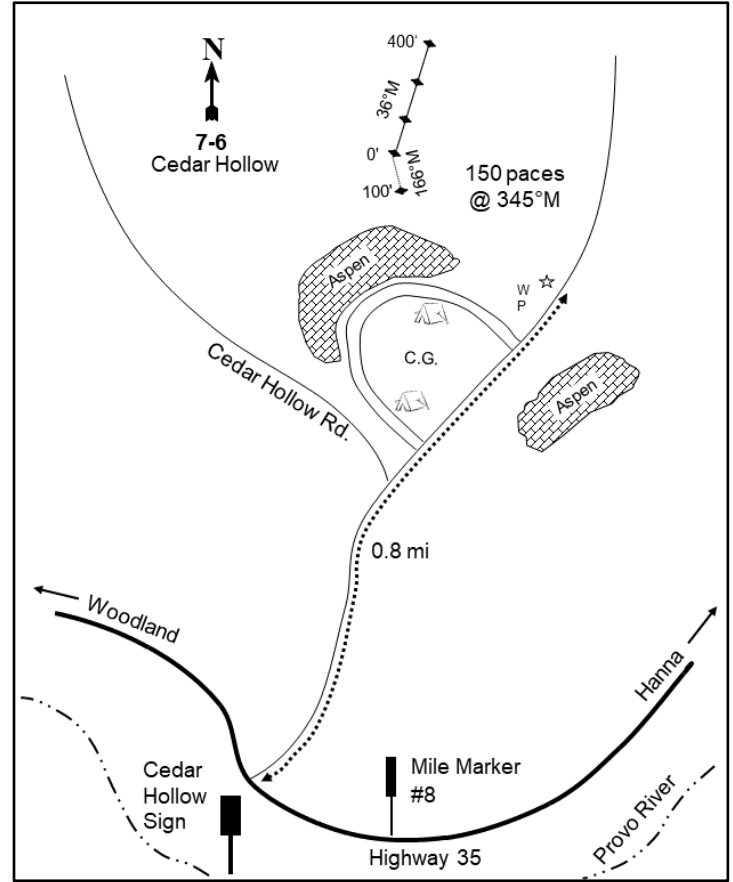 N
7-6
Cedar Hollow
400'
36°M
0'
166°M
100'
150 paces
@ 345°M
Aspen
W
P
C.G.
Aspen
Cedar Hollow Rd.
0.8 mi
Woodland
Hanna
Cedar
Hollow
Sign
Mile Marker
#8
Provo River
Highway 35